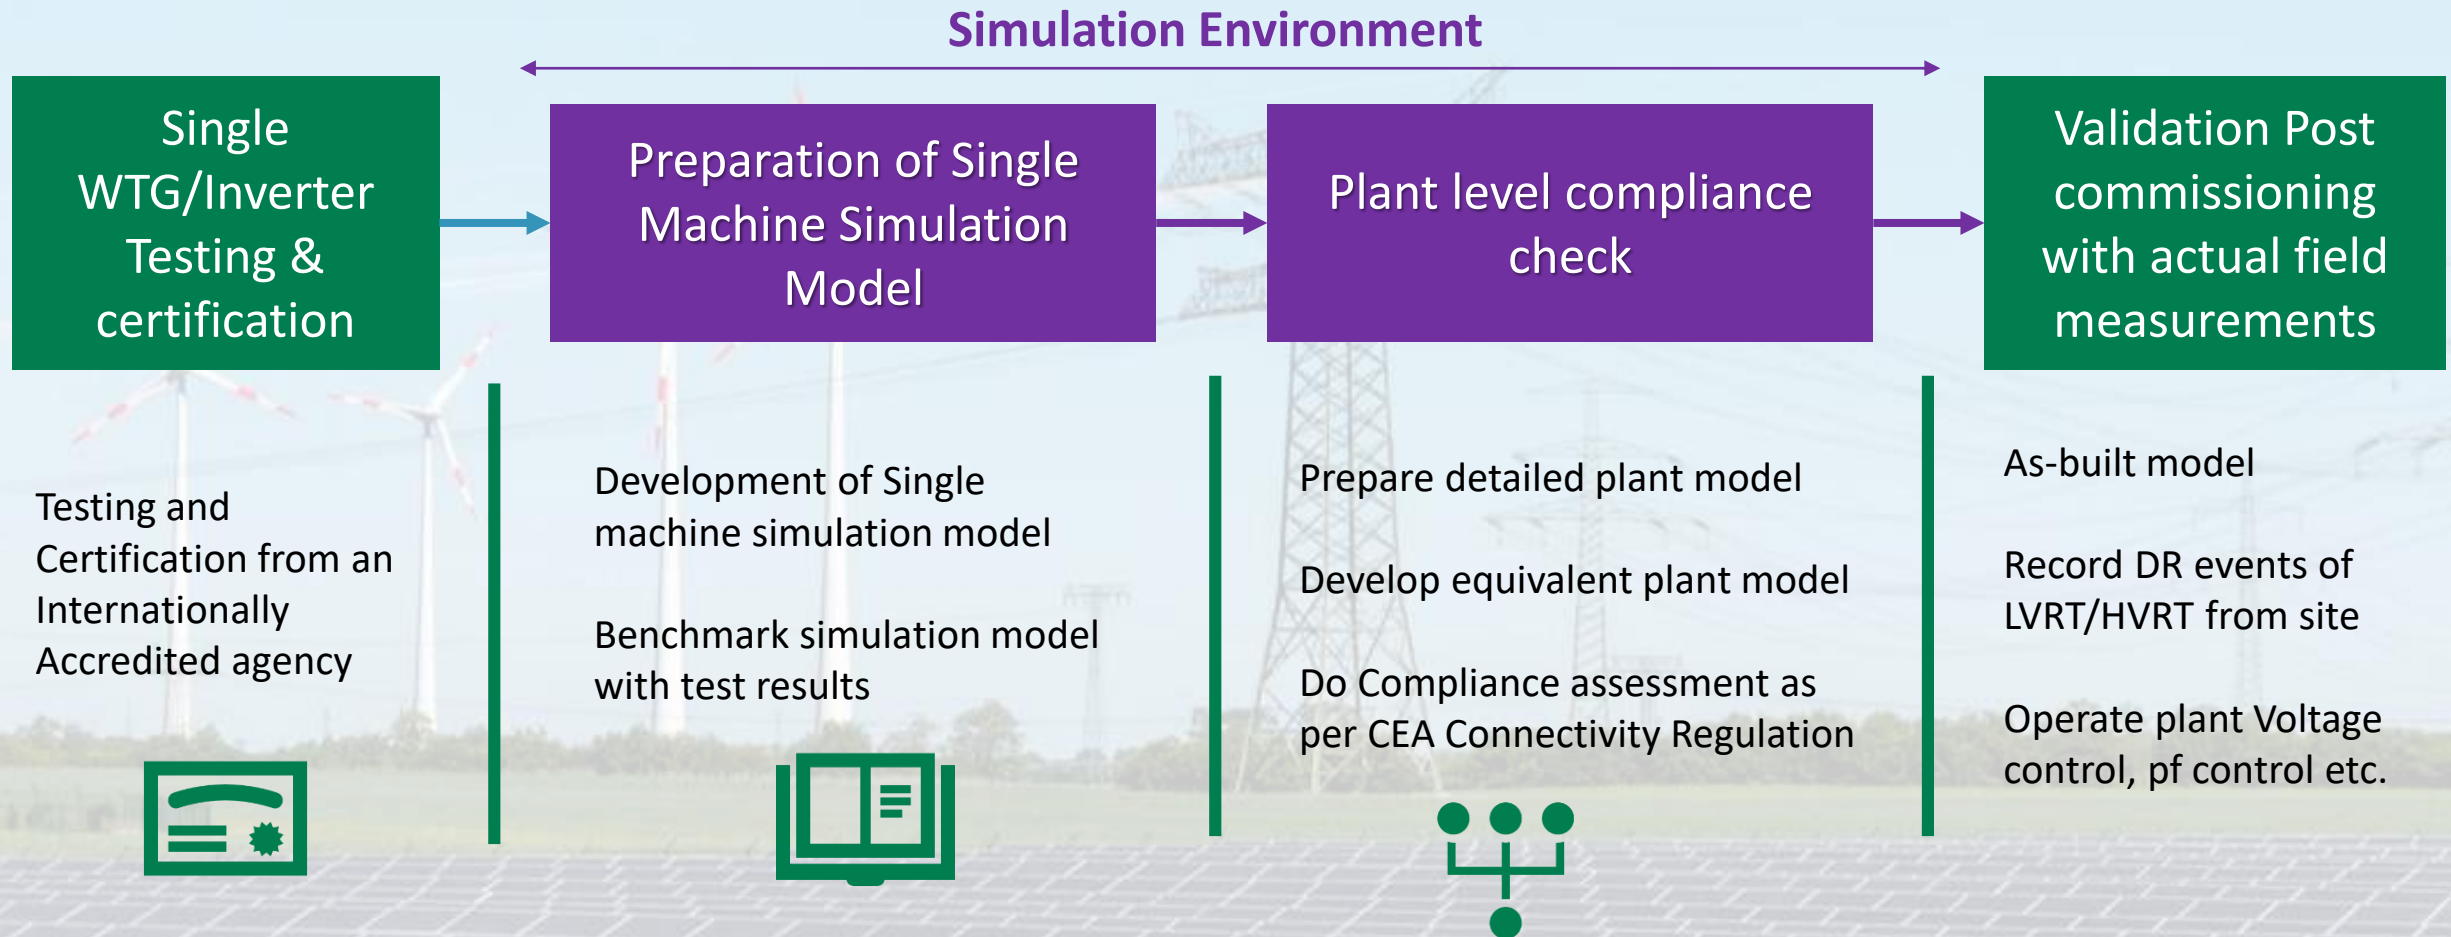 Simulation Environment
Single
WTG/Inverter
Testing &
certification
Preparation of Single
Machine Simulation
Model
Plant level compliance
check
Validation Post
commissioning
with actual field
measurements
Testing and
Certification from an
Internationally
Accredited agency
Development of Single
machine simulation model
Benchmark simulation model
with test results
Prepare detailed plant model
Develop equivalent plant model
Do Compliance assessment as
per CEA Connectivity Regulation
As-built model
Record DR events of
LVRT/HVRT from site
Operate plant Voltage
control, pf control etc.